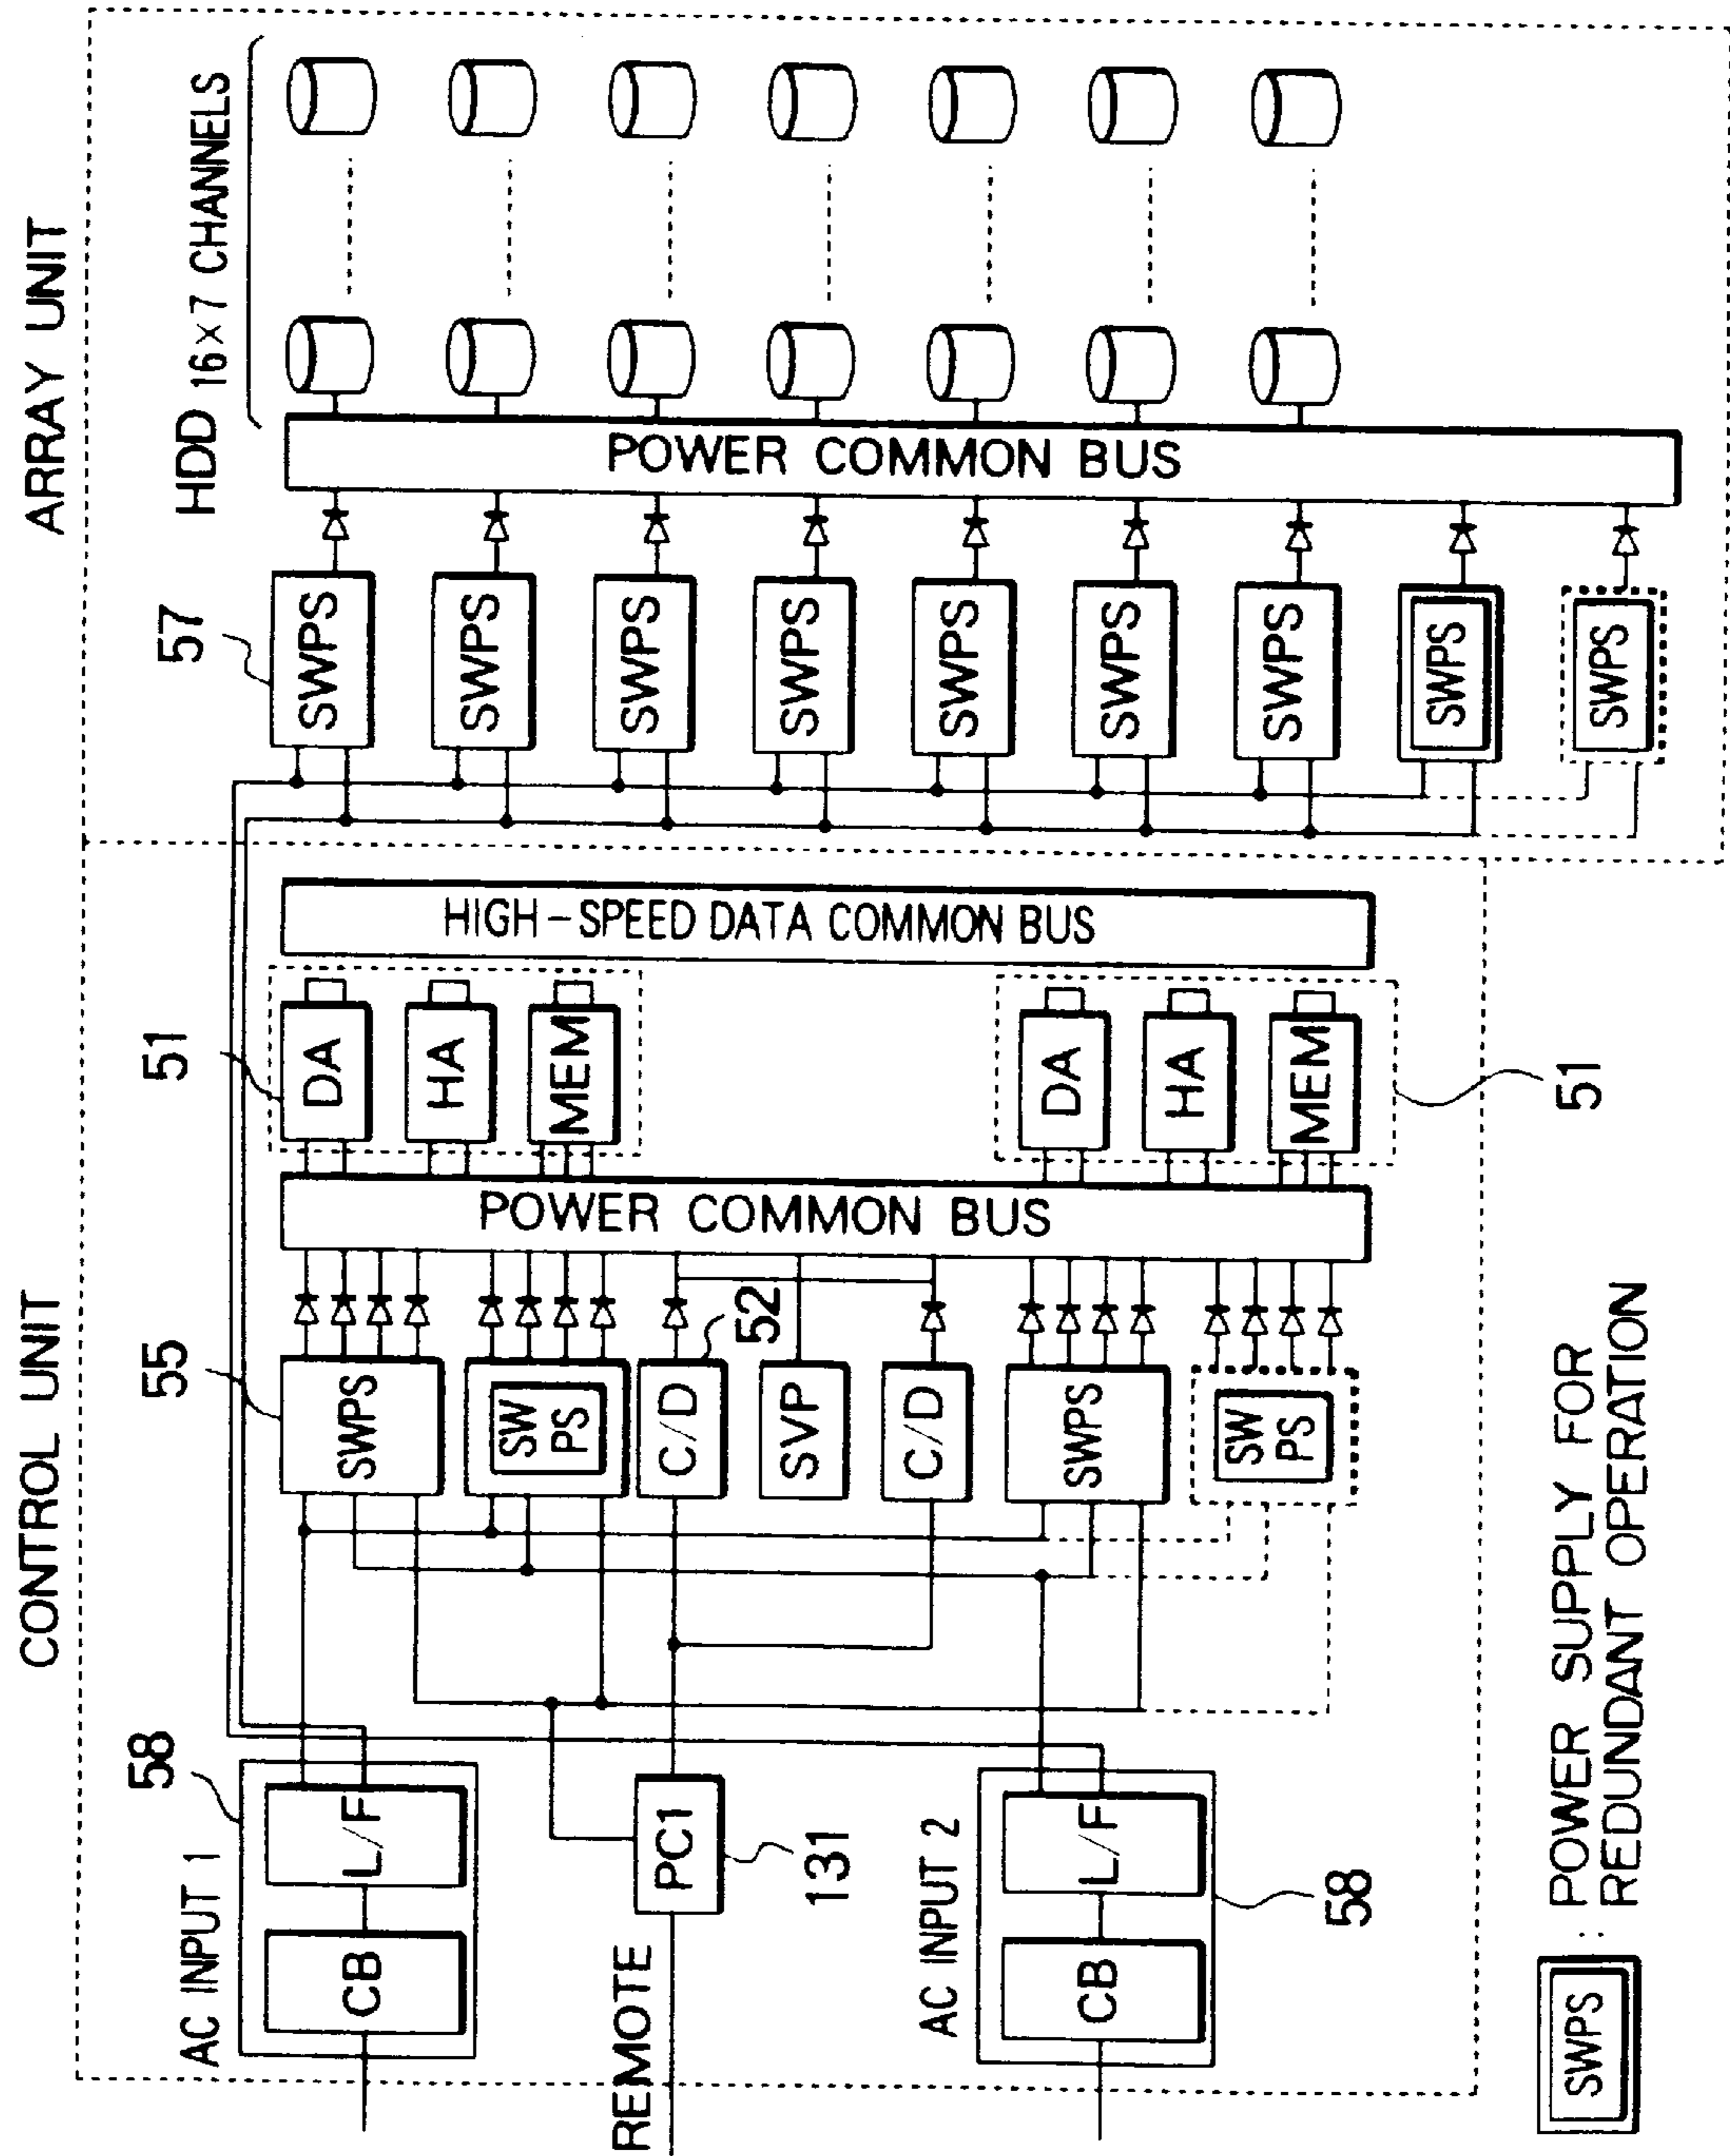 CONTROL UNIT
ARRAY UNIT
AC INPUT 1
CB
L/F
58
55
SWPS
SW
PS
C/D
52
SVP
C/D
SWPS
SW
PS
POWER COMMON BUS
51
DA
HA
MEM
DA
HA
MEM
51
HIGH-SPEED DATA COMMON BUS
REMOTE
PC1
131
AC INPUT 2
CB
L/F
58
57
SWPS
SWPS
SWPS
SWPS
SWPS
SWPS
SWPS
SWPS
SWPS
POWER COMMON BUS
HDD 16×7 CHANNELS
SWPS : POWER SUPPLY FOR
REDUNDANT OPERATION